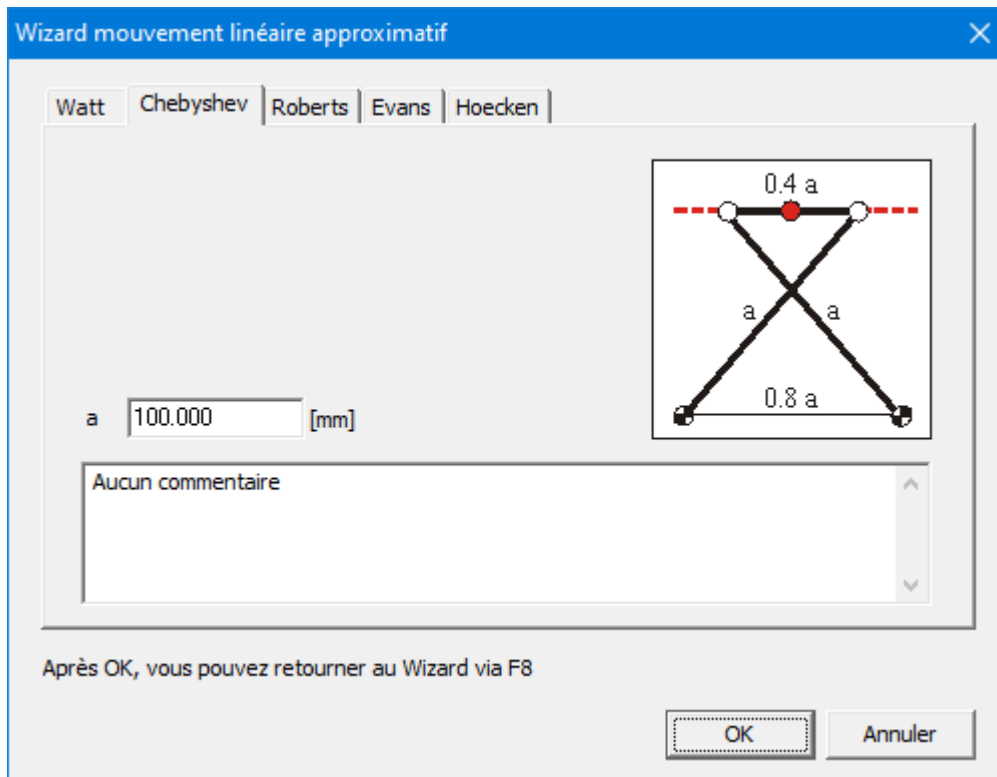 Wizard mouvement linéaire approximatif
Watt Chebyshev Roberts Evans Hoecken
0.4 a
a a
0.8 a
a 100.000 [mm]
Aucun commentaire
Après OK, vous pouvez retourner au Wizard via F8
OK Annuler